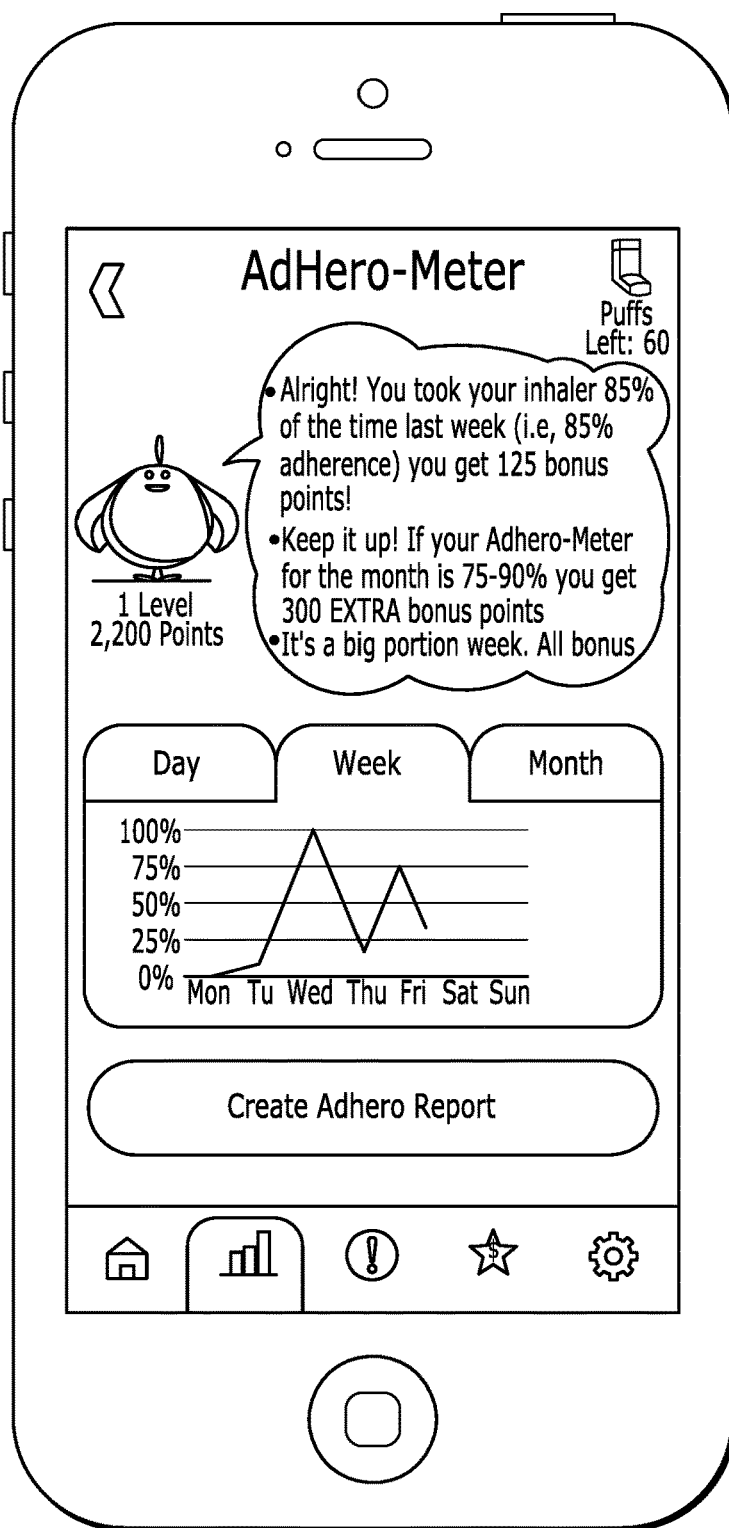 AdHero-Meter
Puffs
Left: 60
• Alright! You took your inhaler 85%
of the time last week (i.e, 85%
adherence) you get 125 bonus
points!
•Keep it up! If your Adhero-Meter
for the month is 75-90% you get
300 EXTRA bonus points
•It's a big portion week. All bonus
1 Level
2,200 Points
Day Week Month
100%
75%
50%
25%
0%
Mon Tu Wed Thu Fri Sat Sun
Create Adhero Report
$